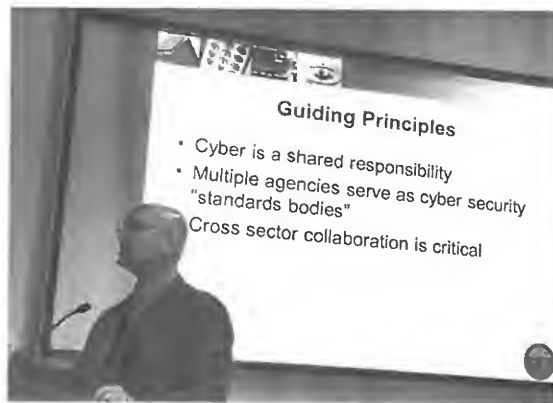 Guiding Principles
• Cyber is a shared responsibility
• Multiple agencies serve as cyber security
"standards bodies"
Cross sector collaboration is critical